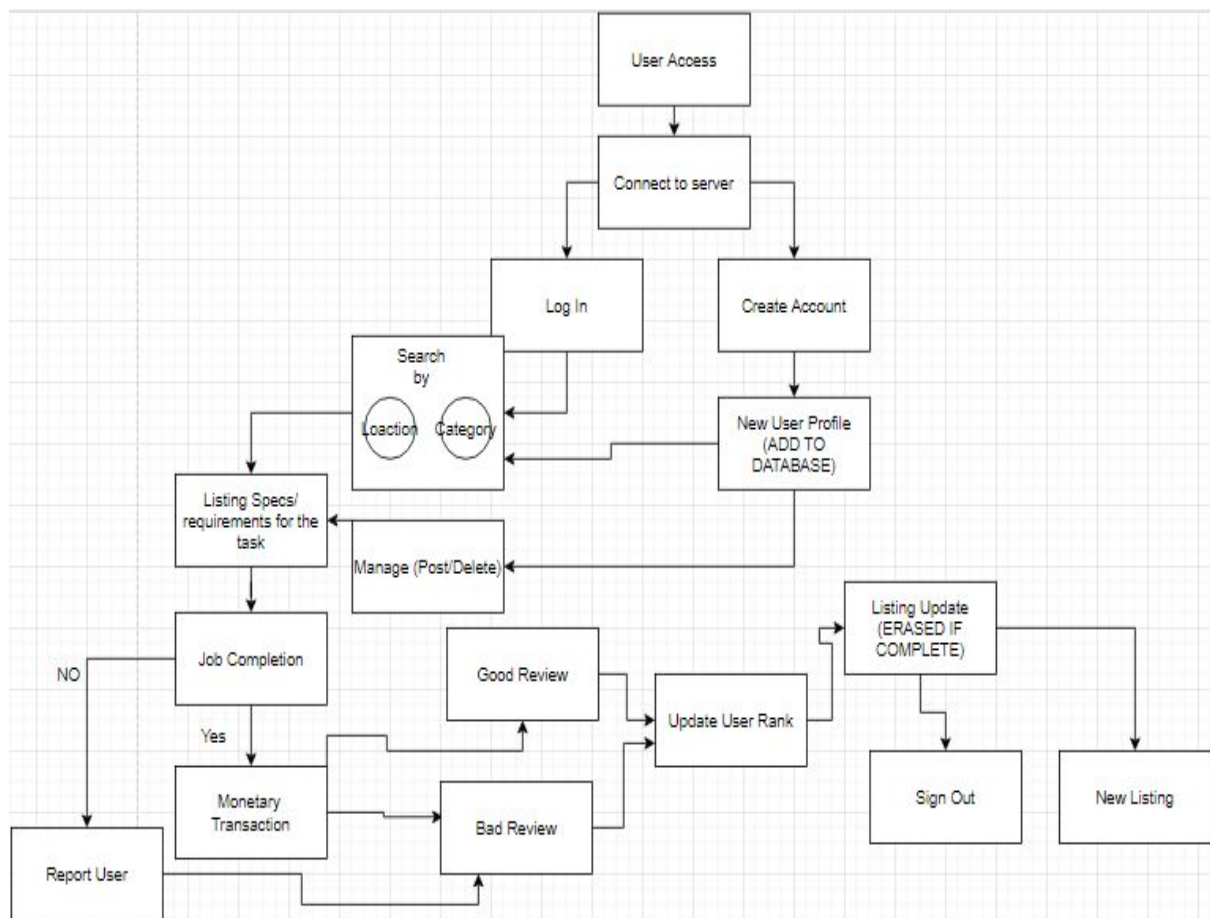 User Access
Connect to server
Log In
Create Account
Search
by
Loaction
Category
New User Profile
(ADD TO
DATABASE)
Listing Specs/
requirements for the
task
Manage (Post/Delete)
Listing Update
(ERASED IF
COMPLETE)
Job Completion
NO
Good Review
Update User Rank
Yes
Monetary
Transaction
Bad Review
Sign Out
New Listing
Report User